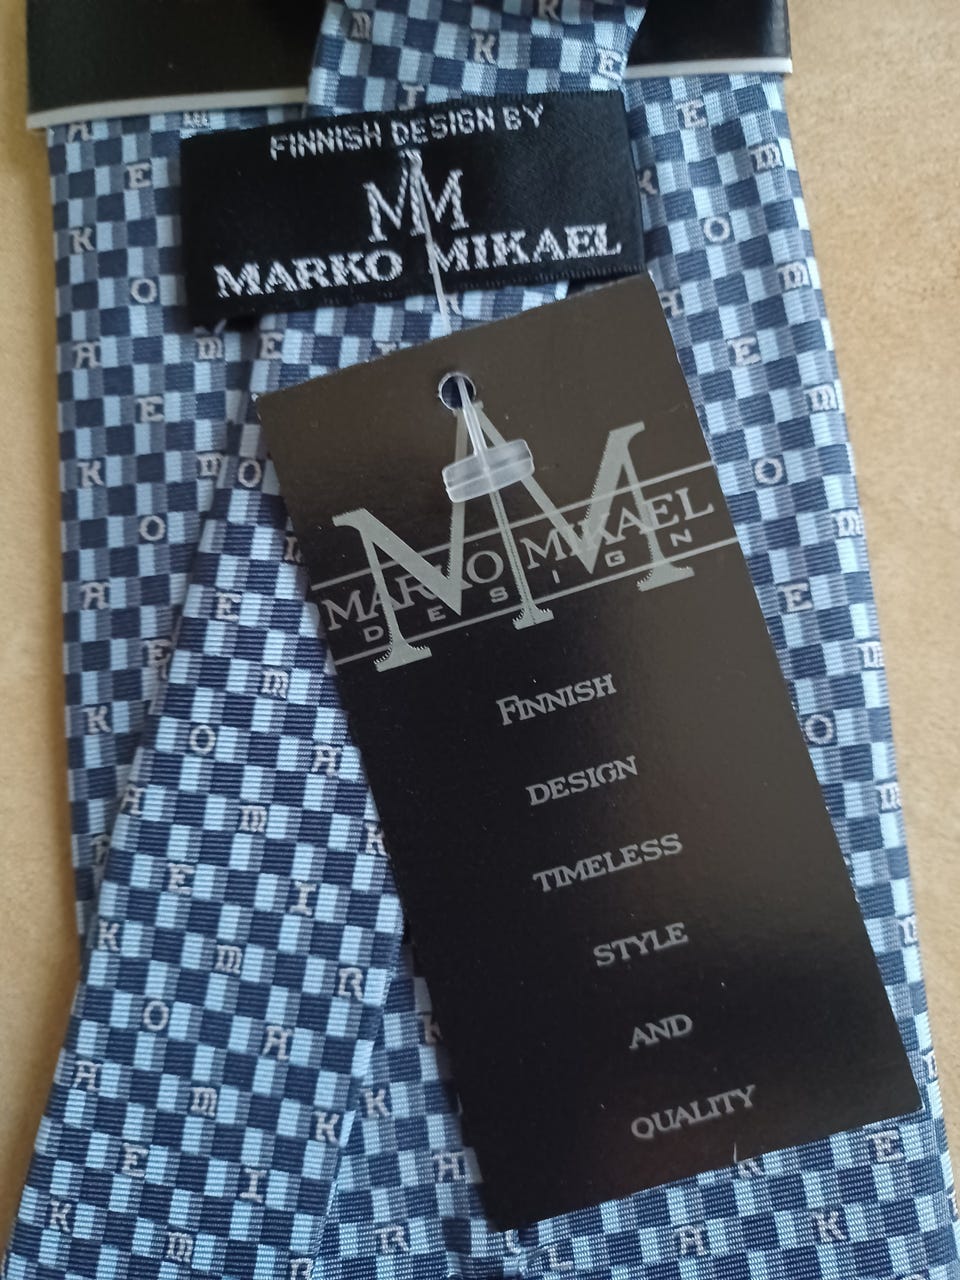 FINNISH DESIGN BY
MM
MARKO MIKAEL
MM
MARKO MIKAEL
DESIGN
FINNISH
DESIGN
TIMELESS
STYLE
AND
QUALITY